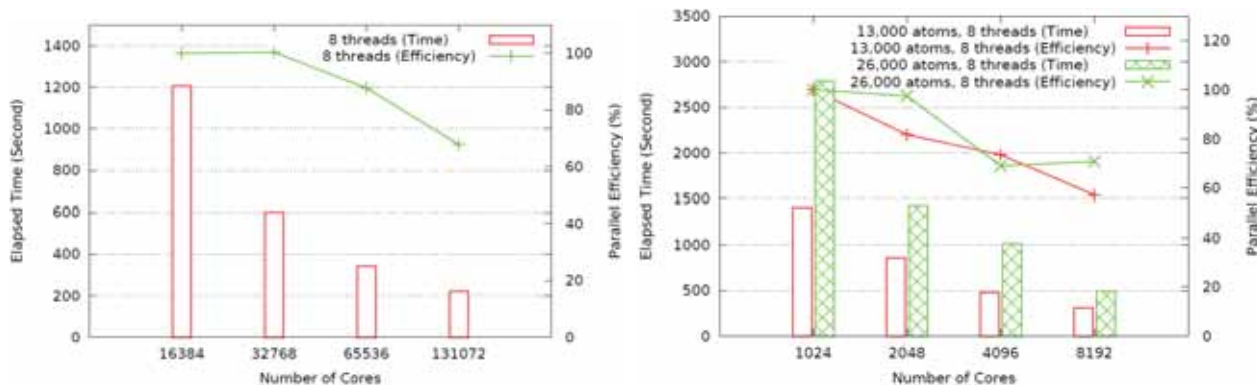 8 threads (Time)
8 threads (Efficiency)
Elapsed Time (Second)
1400
1200
1000
800
600
400
200
0
100
80
60
40
20
0
Parallel Efficiency (%)
16384 32768 65536 131072
Number of Cores
13,000 atoms, 8 threads (Time)
13,000 atoms, 8 threads (Efficiency)
26,000 atoms, 8 threads (Time)
26,000 atoms, 8 threads (Efficiency)
Elapsed Time (Second)
3500
3000
2500
2000
1500
1000
500
0
120
100
80
60
40
20
0
Parallel Efficiency (%)
1024 2048 4096 8192
Number of Cores